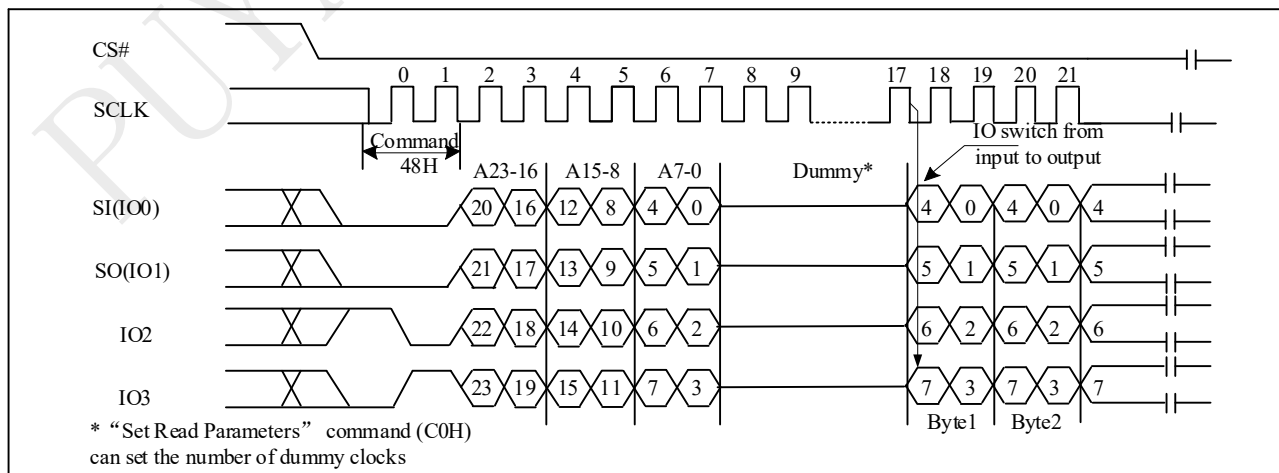 PUY
CS#
0 1 2 3 4 5 6 7 8 9 17 18 19 20 21
SCLK
Command
48H
IO switch from
input to output
A23-16 A15-8 A7-0 Dummy*
SI(IO0) 20 16 12 8 4 0 4 0 4 0 4
SO(IO1) 21 17 13 9 5 1 5 1 5 1 5
IO2 22 18 14 10 6 2 6 2 6 2 6
IO3 23 19 15 11 7 3 7 3 7 3 7
Byte1 Byte2
* “Set Read Parameters” command (C0H)
can set the number of dummy clocks